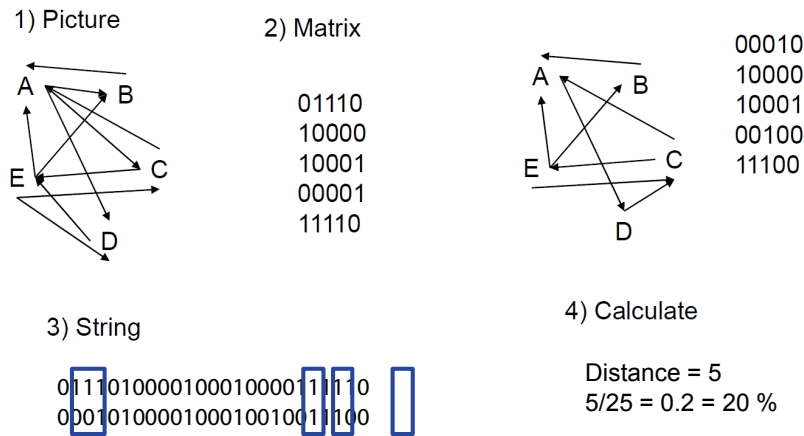 1) Picture
2) Matrix
A
B
C
E
D
01110
10000
10001
00001
11110
A
B
C
E
D
00010
10000
10001
00100
11100
3) String
0111010000100010000111110
0001010000100010010011100
4) Calculate
Distance = 5
5/25 = 0.2 = 20 %